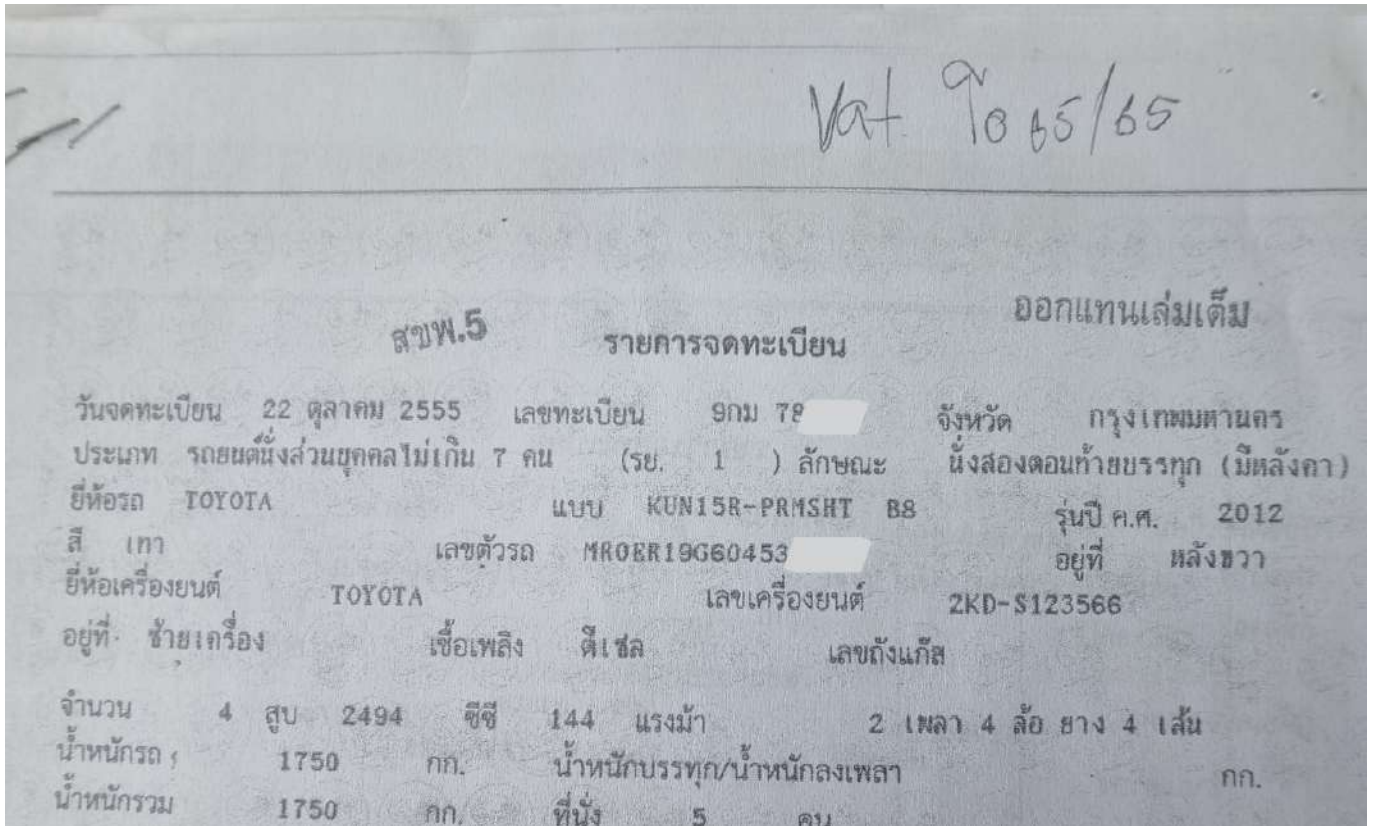 Vat. ใอ 65/65
ออกแทนเล่มเต็ม
สขพ.5
รายการจดทะเบียน
วันจดทะเบียน 22 ตุลาคม 2555 เลขทะเบียน 9กม 78 จังหวัด กรุงเทพมหานคร
ประเภท รถยนต์นั่งส่วนบุคคลไม่เกิน 7 คน (รย. 1 ) ลักษณะ นั่งสองตอนท้ายบรรทุก (มีหลังคา)
ยี่ห้อรถ TOYOTA แบบ KUN15R-PRMSHT B8 รุ่นปี ค.ศ. 2012
สี เทา เลขตัวรถ MR0ER19G60453 อยู่ที่ หลังขวา
ยี่ห้อเครื่องยนต์ TOYOTA เลขเครื่องยนต์ 2KD-S123566
อยู่ที่ ซ้ายเครื่อง เชื้อเพลิง ดีเซล เลขถังแก๊ส
จำนวน 4 สูบ 2494 ซีซี 144 แรงม้า 2 เพลา 4 ล้อ ยาง 4 เส้น
น้ำหนักรถ 1750 กก. น้ำหนักบรรทุก/น้ำหนักลงเพลา กก.
น้ำหนักรวม 1750 กก. ที่นั่ง 5 คน